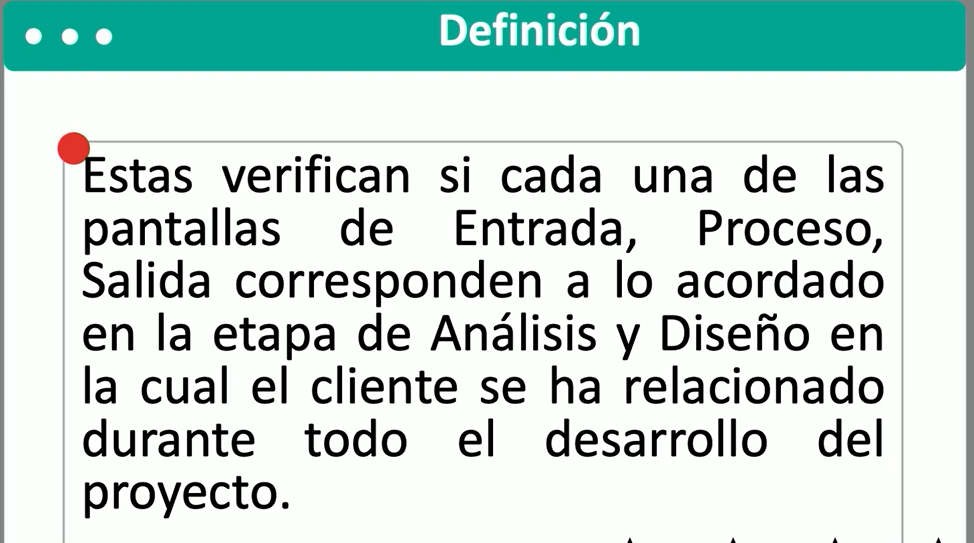 Definición
Estas verifican si cada una de las
pantallas de Entrada, Proceso,
Salida corresponden a lo acordado
en la etapa de Análisis y Diseño en
la cual el cliente se ha relacionado
durante todo el desarrollo del
proyecto.